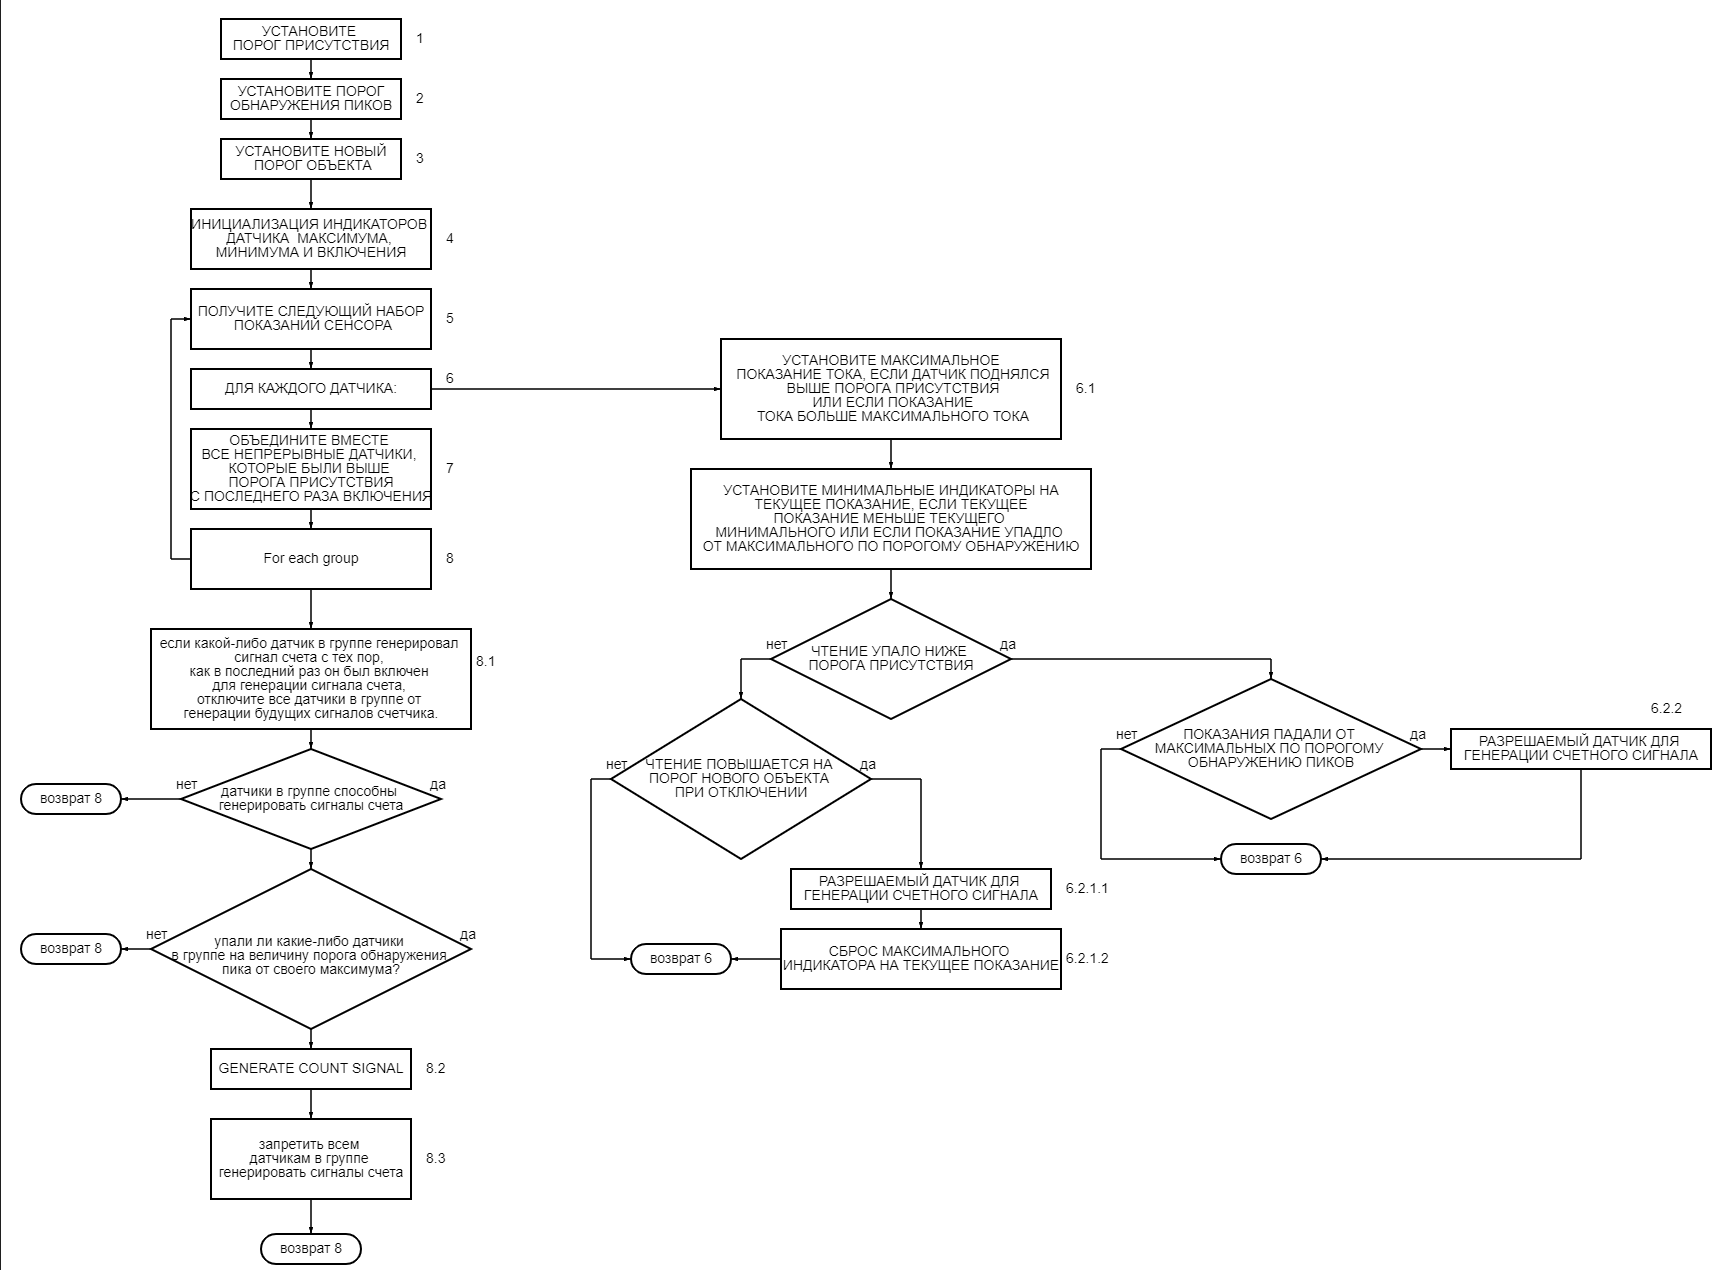 УСТАНОВИТЕ
ПОРОГ ПРИСУТСТВИЯ
1
УСТАНОВИТЕ ПОРОГ
ОБНАРУЖЕНИЯ ПИКОВ
2
УСТАНОВИТЕ НОВЫЙ
ПОРОГ ОБЪЕКТА
3
ИНИЦИАЛИЗАЦИЯ ИНДИКАТОРОВ
ДАТЧИКА МАКСИМУМА,
МИНИМУМА И ВКЛЮЧЕНИЯ
4
ПОЛУЧИТЕ СЛЕДУЮЩИЙ НАБОР
ПОКАЗАНИЙ СЕНСОРА
5
ДЛЯ КАЖДОГО ДАТЧИКА:
6
ОБЪЕДИНИТЕ ВМЕСТЕ
ВСЕ НЕПРЕРЫВНЫЕ ДАТЧИКИ,
КОТОРЫЕ БЫЛИ ВЫШЕ
ПОРОГА ПРИСУТСТВИЯ
С ПОСЛЕДНЕГО РАЗА ВКЛЮЧЕНИЯ
7
For each group
8
если какой-либо датчик в группе генерировал
сигнал счета с тех пор,
как в последний раз он был включен
для генерации сигнала счета,
отключите все датчики в группе от
генерации будущих сигналов счетчика.
8.1
нет
да
датчики в группе способны
генерировать сигналы счета
возврат 8
нет
да
упали ли какие-либо датчики
в группе на величину порога обнаружения
пика от своего максимума?
возврат 8
GENERATE COUNT SIGNAL
8.2
запретить всем
датчикам в группе
генерировать сигналы счета
8.3
возврат 8
УСТАНОВИТЕ МАКСИМАЛЬНОЕ
ПОКАЗАНИЕ ТОКА, ЕСЛИ ДАТЧИК ПОДНЯЛСЯ
ВЫШЕ ПОРОГА ПРИСУТСТВИЯ
ИЛИ ЕСЛИ ПОКАЗАНИЕ
ТОКА БОЛЬШЕ МАКСИМАЛЬНОГО ТОКА
6.1
УСТАНОВИТЕ МИНИМАЛЬНЫЕ ИНДИКАТОРЫ НА
ТЕКУЩЕЕ ПОКАЗАНИЕ, ЕСЛИ ТЕКУЩЕЕ
ПОКАЗАНИЕ МЕНЬШЕ ТЕКУЩЕГО
МИНИМАЛЬНОГО ИЛИ ЕСЛИ ПОКАЗАНИЕ УПАДЛО
ОТ МАКСИМАЛЬНОГО ПО ПОРОГОМУ ОБНАРУЖЕНИЮ
нет
да
ЧТЕНИЕ УПАЛО НИЖЕ
ПОРОГА ПРИСУТСТВИЯ
нет
да
ЧТЕНИЕ ПОВЫШАЕТСЯ НА
ПОРОГ НОВОГО ОБЪЕКТА
ПРИ ОТКЛЮЧЕНИИ
РАЗРЕШАЕМЫЙ ДАТЧИК ДЛЯ
ГЕНЕРАЦИИ СЧЕТНОГО СИГНАЛА
6.2.1.1
СБРОС МАКСИМАЛЬНОГО
ИНДИКАТОРА НА ТЕКУЩЕЕ ПОКАЗАНИЕ
6.2.1.2
возврат 6
нет
да
ПОКАЗАНИЯ ПАДАЛИ ОТ
МАКСИМАЛЬНЫХ ПО ПОРОГОМУ
ОБНАРУЖЕНИЮ ПИКОВ
6.2.2
РАЗРЕШАЕМЫЙ ДАТЧИК ДЛЯ
ГЕНЕРАЦИИ СЧЕТНОГО СИГНАЛА
возврат 6